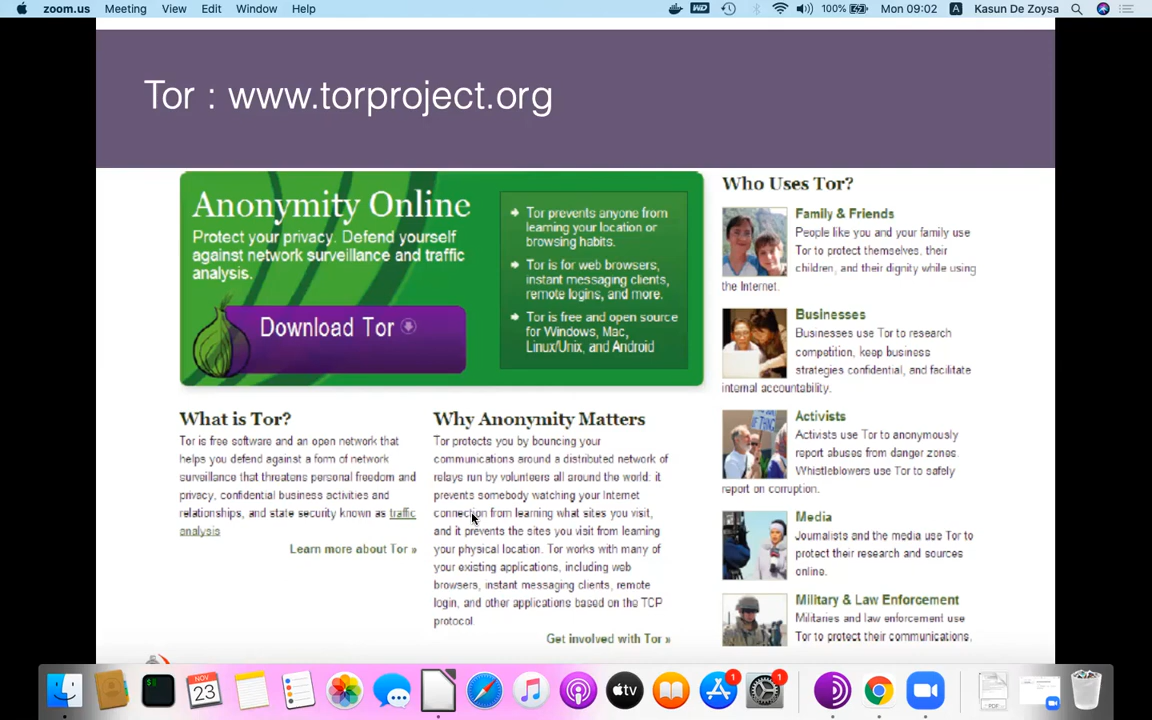 zoom.us Meeting View Edit Window Help
WD 100% Mon 09:02 A Kasun De Zoysa
Tor : www.torproject.org
Anonymity Online
Protect your privacy. Defend yourself
against network surveillance and traffic
analysis.
Download Tor
Tor prevents anyone from
learning your location or
browsing habits.
Tor is for web browsers,
instant messaging clients,
remote logins, and more.
Tor is free and open source
for Windows, Mac,
Linux/Unix, and Android
What is Tor?
Tor is free software and an open network that
helps you defend against a form of network
surveillance that threatens personal freedom and
privacy, confidential business activities and
relationships, and state security known as traffic
analysis
Learn more about Tor »
Why Anonymity Matters
Tor protects you by bouncing your
communications around a distributed network of
relays run by volunteers all around the world: it
prevents somebody watching your Internet
connection from learning what sites you visit,
and it prevents the sites you visit from learning
your physical location. Tor works with many of
your existing applications, including web
browsers, instant messaging clients, remote
login, and other applications based on the TCP
protocol.
Get involved with Tor »
Who Uses Tor?
Family & Friends
People like you and your family use
Tor to protect themselves, their
children, and their dignity while using
the Internet.
Businesses
Businesses use Tor to research
competition, keep business
strategies confidential, and facilitate
internal accountability.
Activists
Activists use Tor to anonymously
report abuses from danger zones.
Whistleblowers use Tor to safely
report on corruption.
Media
Journalists and the media use Tor to
protect their research and sources
online.
Military & Law Enforcement
Militaries and law enforcement use
Tor to protect their communications.
NOV
23
tv
1
1
PDF